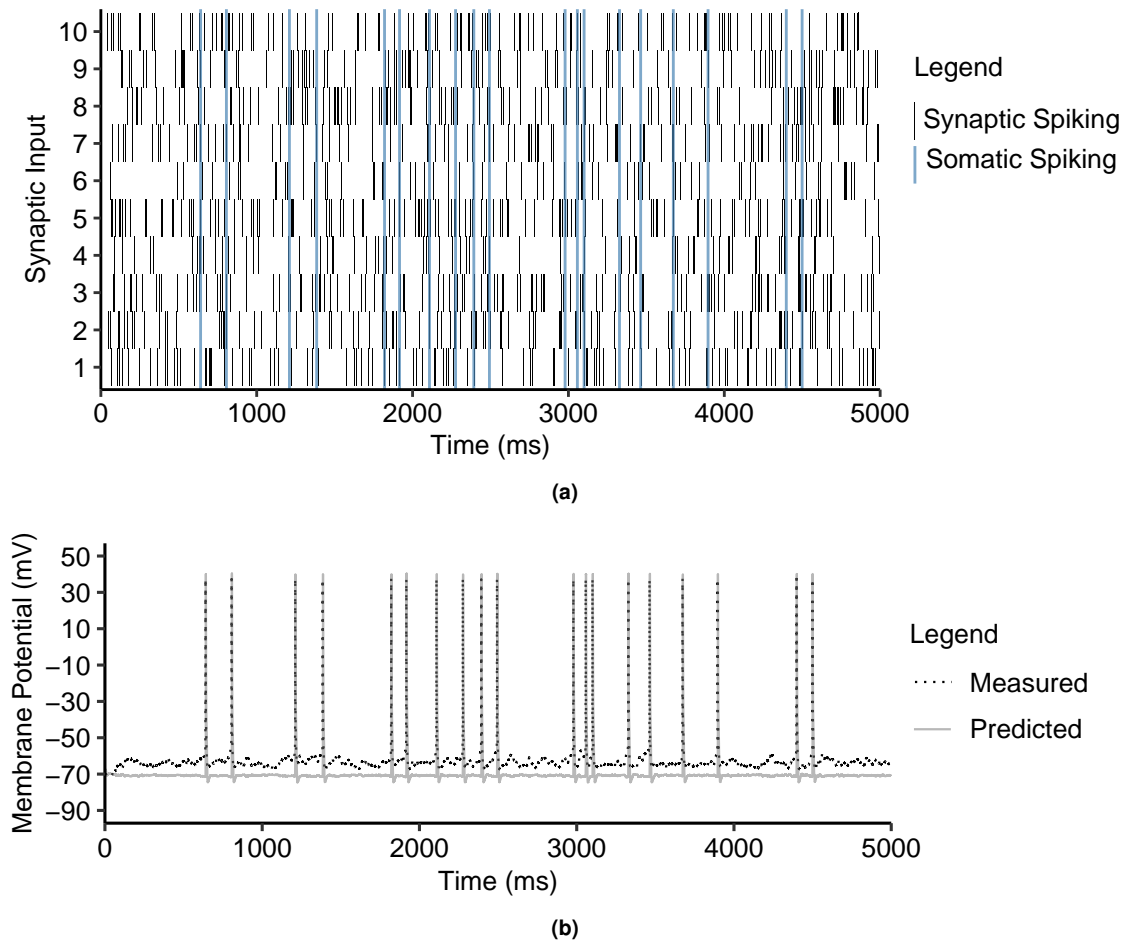 10
9
8
7
6
5
4
3
2
1
Synaptic Input
0 1000 2000 3000 4000 5000
Time (ms)
Legend
Synaptic Spiking
Somatic Spiking
(a)
50
30
10
−10
−30
−50
−70
−90
Membrane Potential (mV)
0 1000 2000 3000 4000 5000
Time (ms)
Legend
Measured
Predicted
(b)